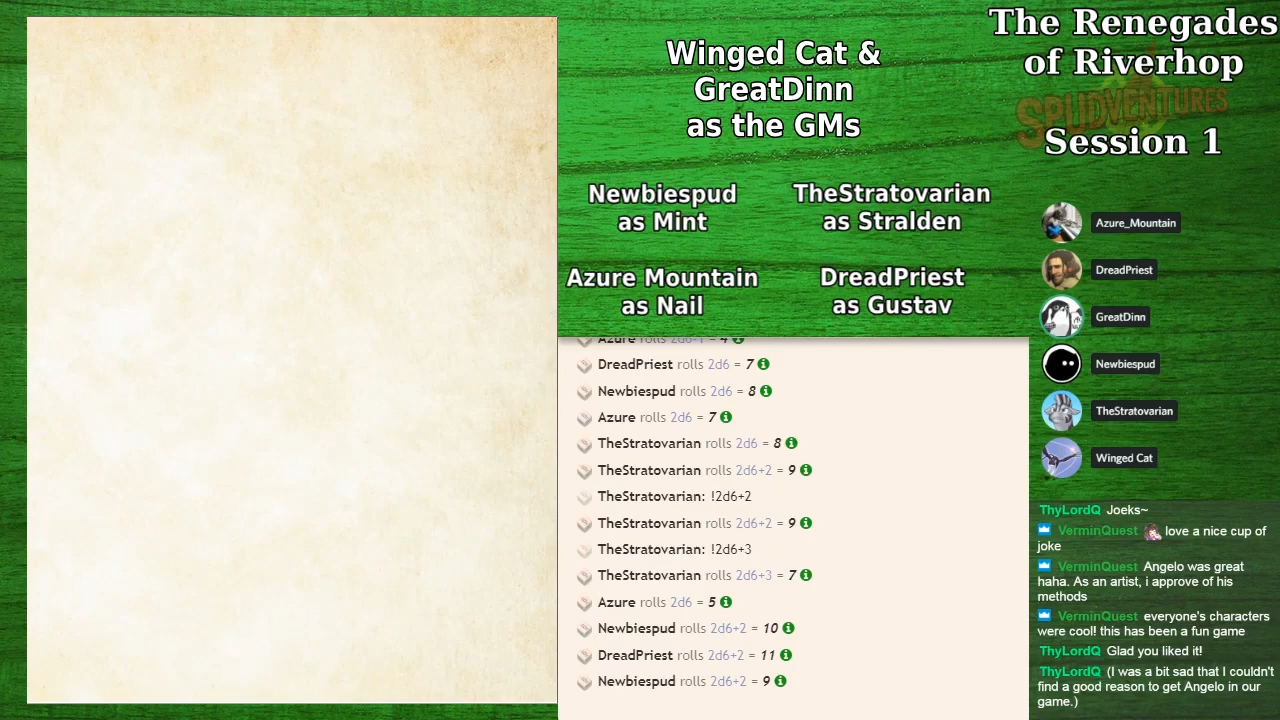 Winged Cat &
GreatDinn
as the GMs
The Renegades
of Riverhop
SPUDVENTURES
Session 1
Newbiespud
as Mint
TheStratovarian
as Stralden
Azure Mountain
as Nail
DreadPriest
as Gustav
Azure rolls 2d6-1 = 4
DreadPriest rolls 2d6 = 7
Newbiespud rolls 2d6 = 8
Azure rolls 2d6 = 7
TheStratovarian rolls 2d6 = 8
TheStratovarian rolls 2d6+2 = 9
TheStratovarian: !2d6+2
TheStratovarian rolls 2d6+2 = 9
TheStratovarian: !2d6+3
TheStratovarian rolls 2d6+3 = 7
Azure rolls 2d6 = 5
Newbiespud rolls 2d6+2 = 10
DreadPriest rolls 2d6+2 = 11
Newbiespud rolls 2d6+2 = 9
Azure_Mountain
DreadPriest
GreatDinn
Newbiespud
TheStratovarian
Winged Cat
ThyLordQ Joeks~
VerminQuest love a nice cup of
joke
VerminQuest Angelo was great
haha. As an artist, i approve of his
methods
VerminQuest everyone's characters
were cool! this has been a fun game
ThyLordQ Glad you liked it!
ThyLordQ (I was a bit sad that I couldn't
find a good reason to get Angelo in our
game.)